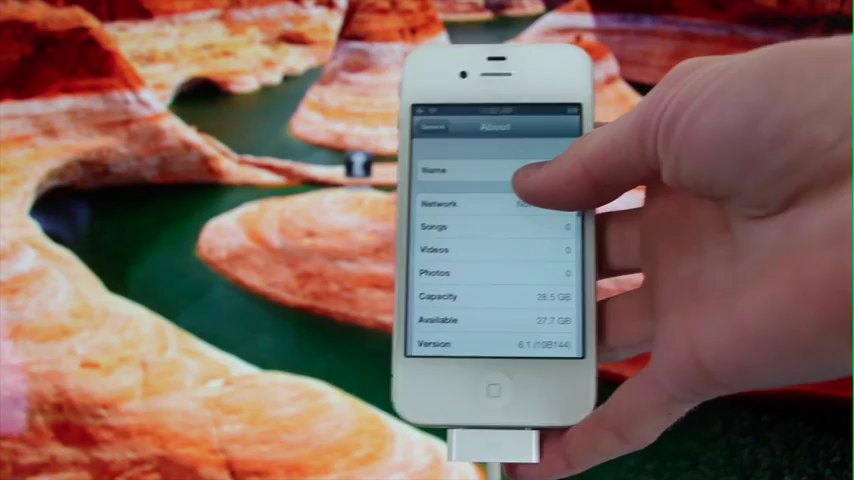 General
About
Name
Network
Songs 0
Videos 0
Photos 0
Capacity 28.5 GB
Available 27.7 GB
Version 6.1 (10B144)